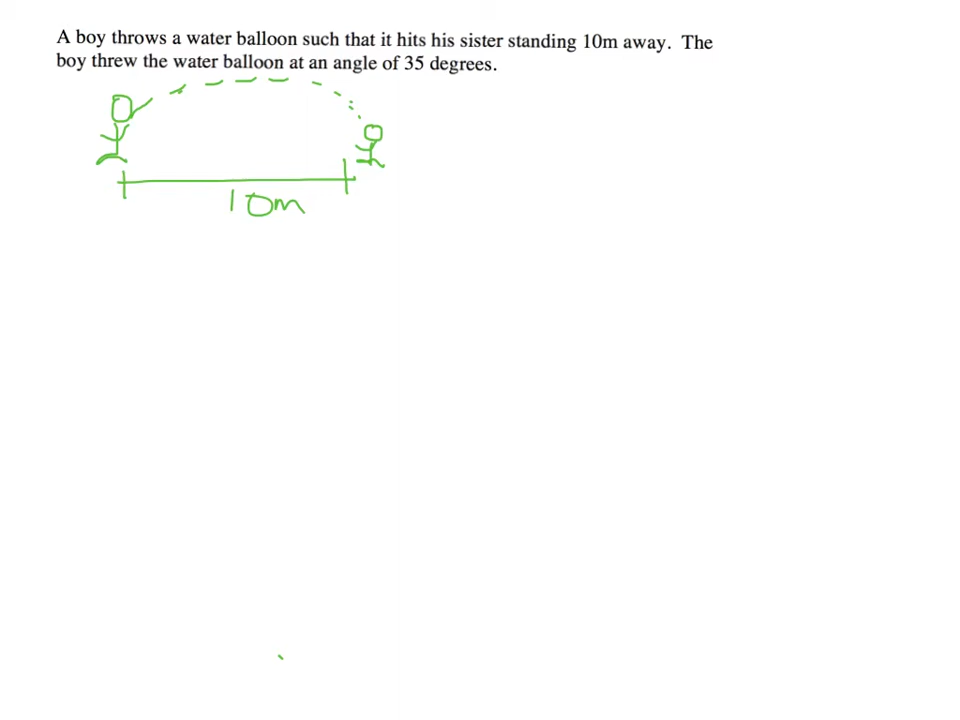 A boy throws a water balloon such that it hits his sister standing 10m away.  The
boy threw the water balloon at an angle of 35 degrees.
10m